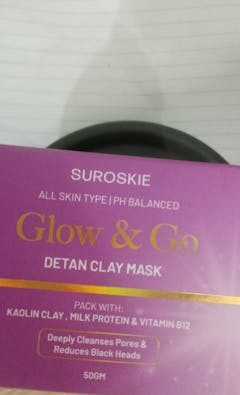 SUROSKIE
ALL SKIN TYPE | PH BALANCED
Glow & Go
DETAN CLAY MASK
PACK WITH:
KAOLIN CLAY . MILK PROTEIN & VITAMIN B12
Deeply Cleanses Pores &
Reduces Black Heads
50GM